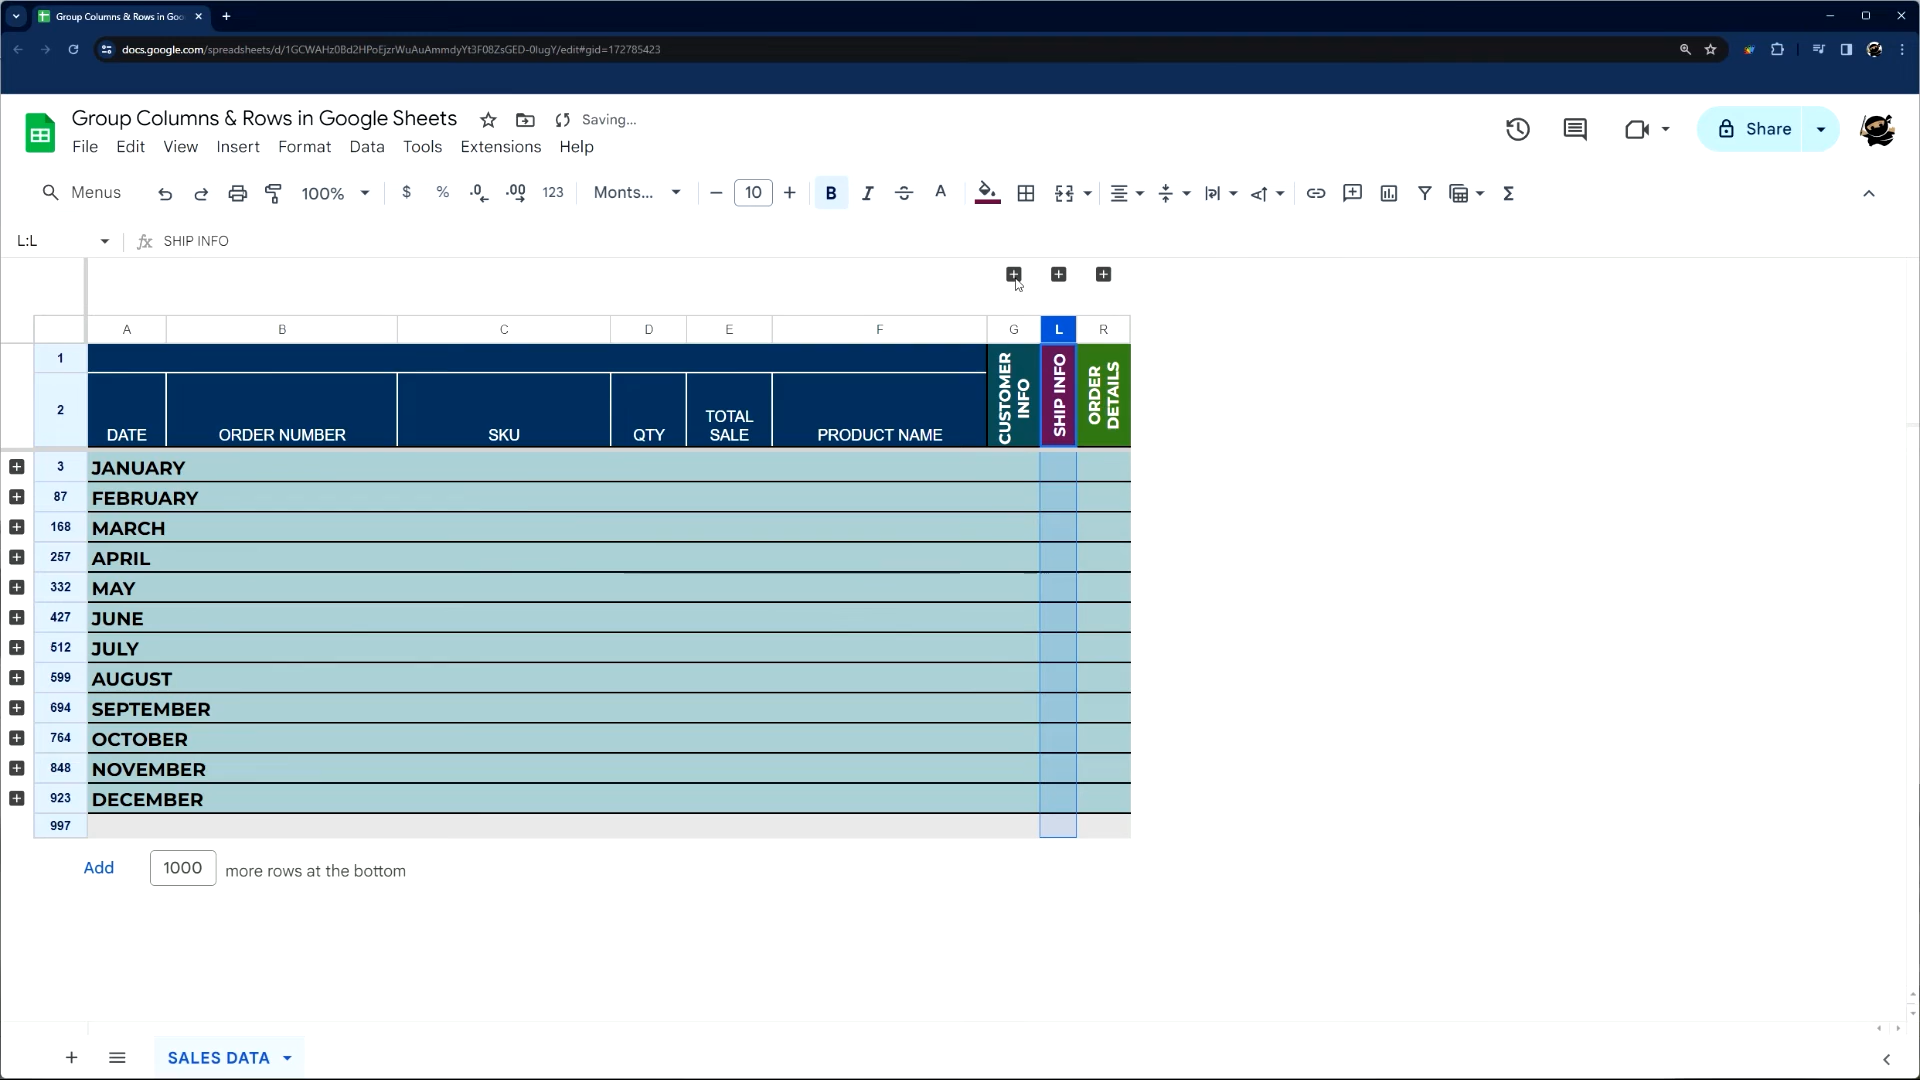 Group Columns & Rows in Goo
docs.google.com/spreadsheets/d/1GCWAHz0Bd2HPoEjzrWuAuAmmdyYt3F08ZsGED-0lugY/edit#gid=172785423
Group Columns & Rows in Google Sheets Saving...
File Edit View Insert Format Data Tools Extensions Help
Share
Menus 100% $ % .0 .00 123 Monts... 10 B I A Σ
L:L fx SHIP INFO
A B C D E F G L R
1
2
DATE
ORDER NUMBER
SKU
QTY
TOTAL
SALE
PRODUCT NAME
CUSTOMER
INFO
SHIP INFO
ORDER
DETAILS
3 JANUARY
87 FEBRUARY
168 MARCH
257 APRIL
332 MAY
427 JUNE
512 JULY
599 AUGUST
694 SEPTEMBER
764 OCTOBER
848 NOVEMBER
923 DECEMBER
997
Add 1000 more rows at the bottom
SALES DATA